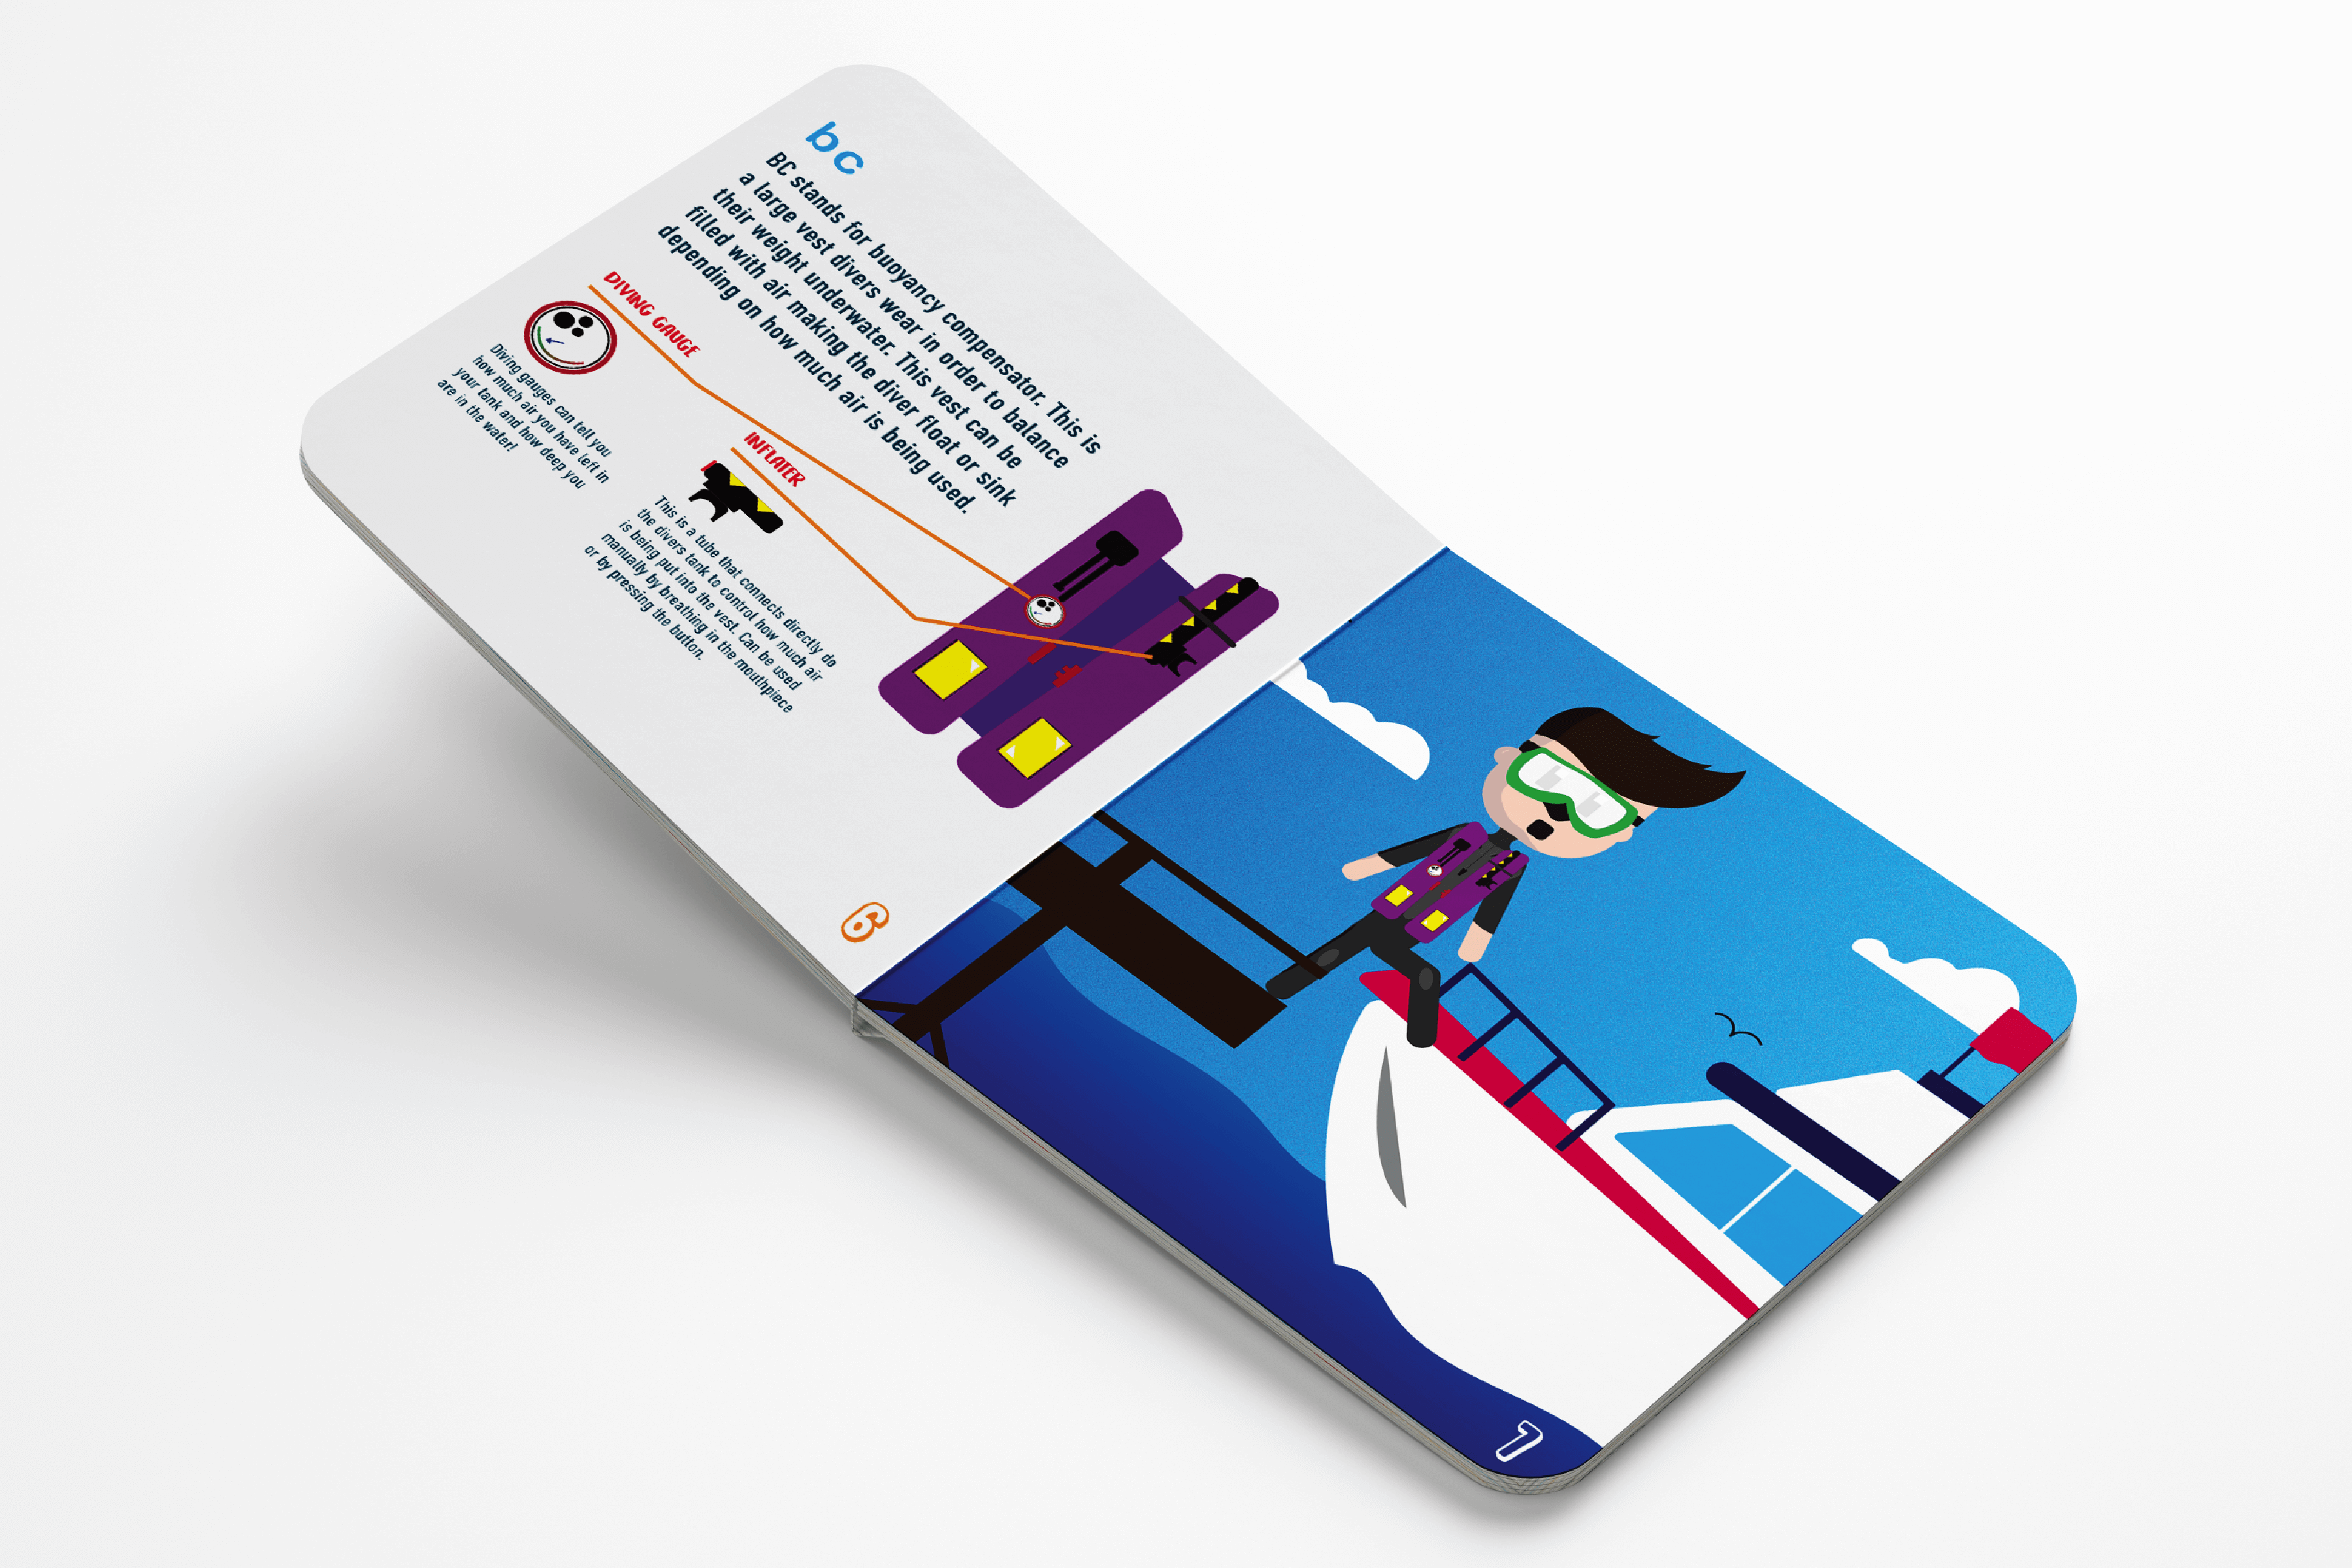 bc
BC stands for buoyancy compensator. This is
a large vest divers wear in order to balance
their weight underwater. This vest can be
filled with air making the diver float or sink
depending on how much air is being used.
DIVING GAUGE
Diving gauges can tell you
how much air you have left in
your tank and how deep you
are in the water!
INFLATER
This is a tube that connects directly do
the divers tank to control how much air
is being put into the vest. Can be used
manually by breathing in the mouthpiece
or by pressing the button.
6
7